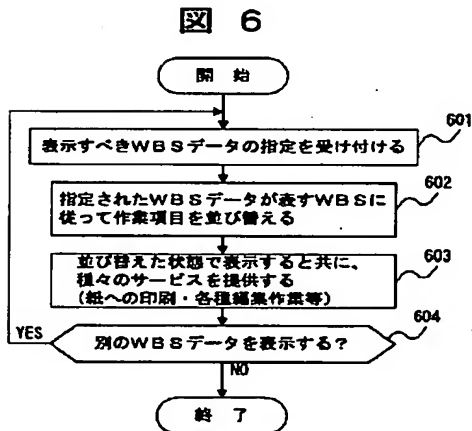 図 6
開 始
601
表示すべきWBSデータの指定を受け付ける
602
指定されたWBSデータが表すWBSに
従って作業項目を並び替える
603
並び替えた状態で表示すると共に、
種々のサービスを提供する
(紙への印刷・各種編集作業等)
604
YES
別のWBSデータを表示する?
NO
終 了